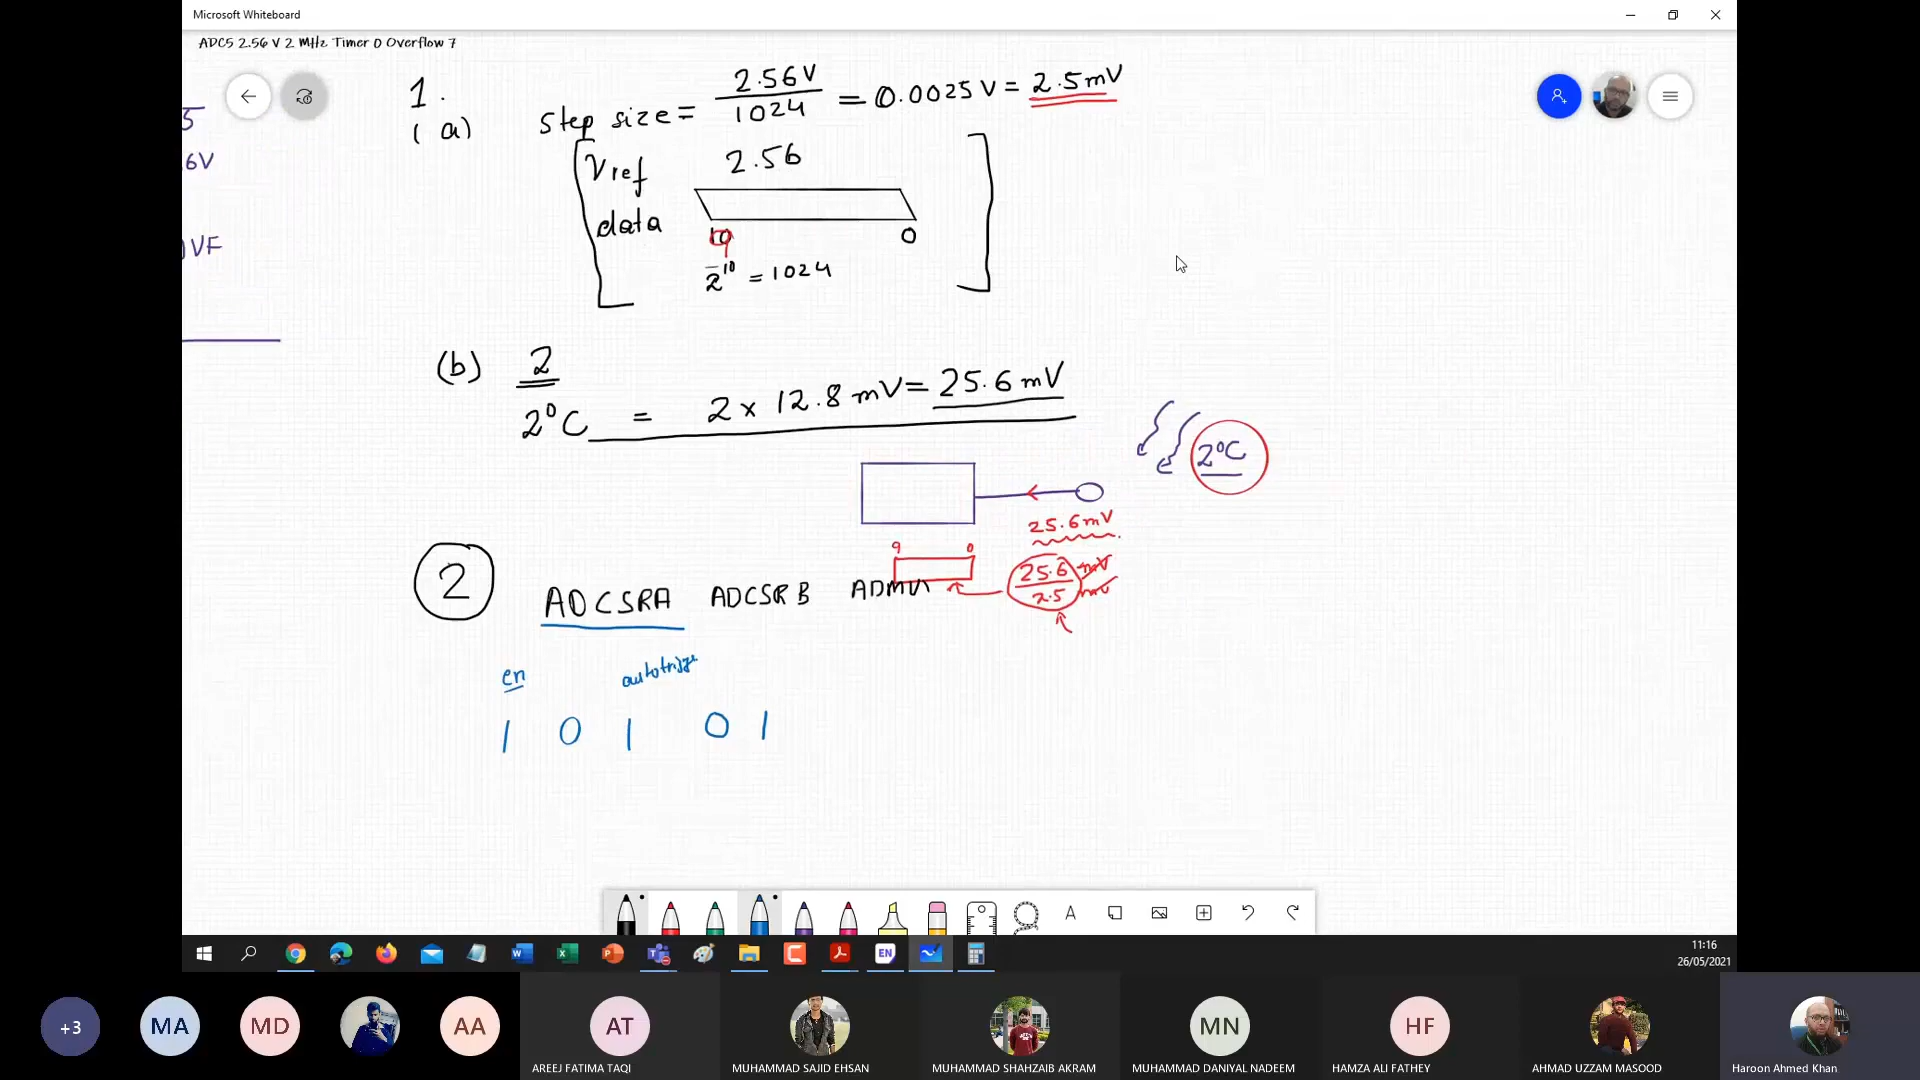 Microsoft Whiteboard
ADC5 2.56 V 2 MHz Timer 0 Overflow 7
5
6V
VF
1.
(a) Step size = 2.56V / 1024 = 0.0025 V = 2.5mV
Vref 2.56
data
9 0
2^10 = 1024
(b) 2
2°C = 2 x 12.8 mV = 25.6 mV
2°C
25.6mV
9 0
25.6 mV
2.5 mV
2 ADCSRA ADCSRB
en autotrigge
1 0 1 0 1
A
EN
11:16
26/05/2021
+3 MA MD AA AT MN HF
AREEJ FATIMA TAQI MUHAMMAD SAJID EHSAN MUHAMMAD SHAHZAIB AKRAM MUHAMMAD DANIYAL NADEEM HAMZA ALI FATHEY AHMAD UZZAM MASOOD Haroon Ahmed Khan